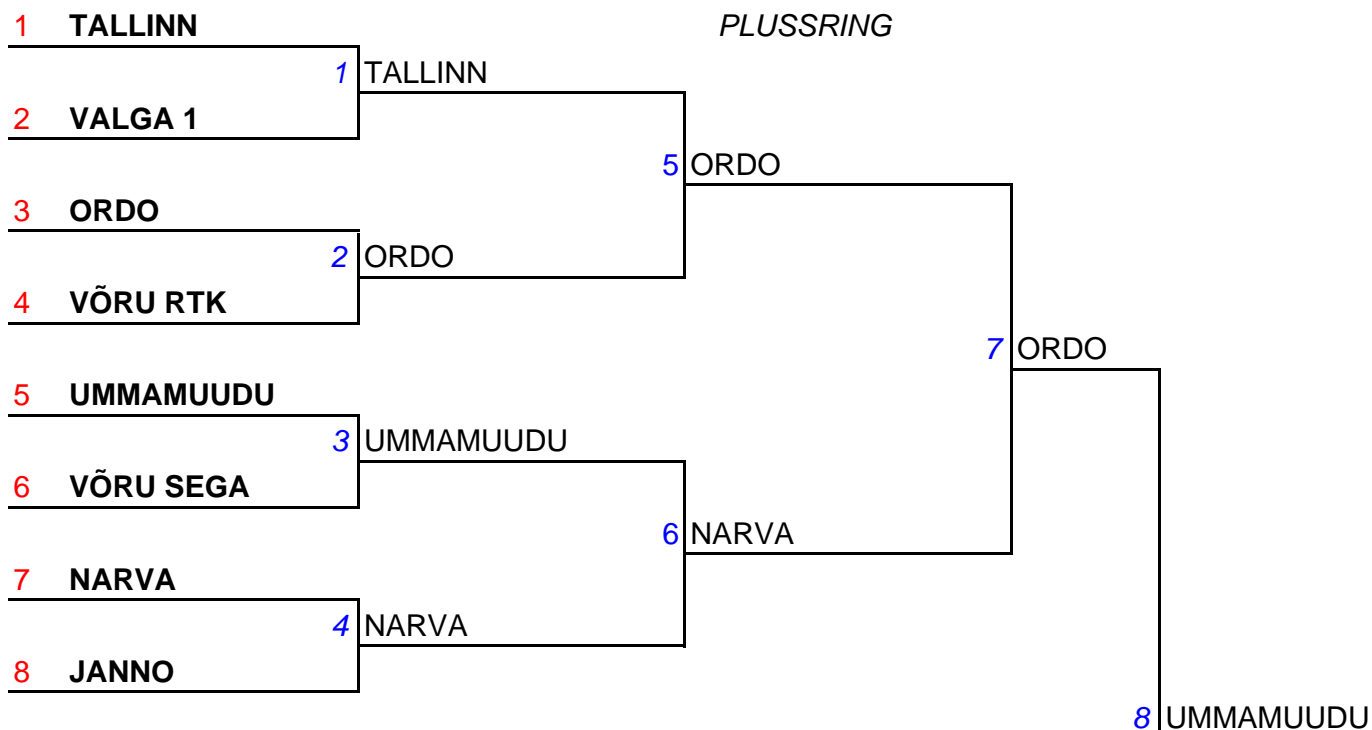 1 TALLINN PLUSSRING
1 TALLINN
2 VALGA 1
5 ORDO
3 ORDO
2 ORDO
4 VÕRU RTK
7 ORDO
5 UMMAMUUDU
3 UMMAMUUDU
6 VÕRU SEGA
6 NARVA
7 NARVA
4 NARVA
8 JANNO
8 UMMAMUUDU